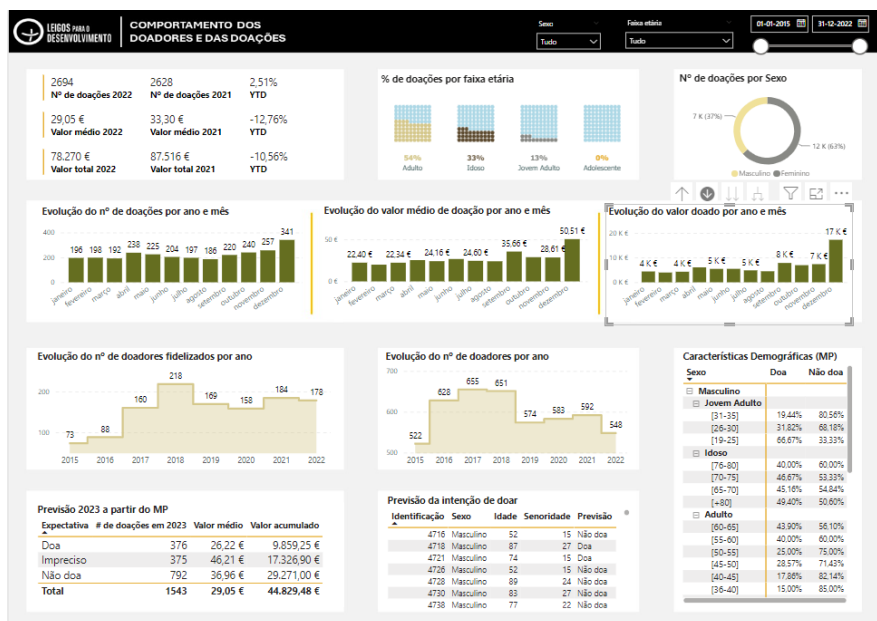 LEIGOS PARA O
DESENVOLVIMENTO
COMPORTAMENTO DOS
DOADORES E DAS DOAÇÕES
Sexo
Tudo
Faixa etária
Tudo
01-01-2015 31-12-2022
2694 2628 2,51%
Nº de doações 2022 Nº de doações 2021 YTD
29,05 € 33,30 € -12,76%
Valor médio 2022 Valor médio 2021 YTD
78.270 € 87.516 € -10,56%
Valor total 2022 Valor total 2021 YTD
% de doações por faixa etária
54% 33% 13% 0%
Adulto Idoso Jovem Adulto Adolescente
Nº de doações por Sexo
7 K (37%)
12 K (63%)
Masculino Feminino
Evolução do nº de doações por ano e mês
400
200
0
196 198 192 238 225 204 197 186 220 240 257 341
janeiro fevereiro março abril maio junho julho agosto setembro outubro novembro dezembro
Evolução do valor médio de doação por ano e mês
50 €
0 €
22,40 € 22,34 € 24,16 € 24,60 € 35,66 € 28,61 € 50,51 €
janeiro fevereiro março abril maio junho julho agosto setembro outubro novembro dezembro
Evolução do valor doado por ano e mês
20 K €
10 K €
0 K €
4 K € 4 K € 5 K € 5 K € 8 K € 7 K € 17 K €
janeiro fevereiro março abril maio junho julho agosto setembro outubro novembro dezembro
Evolução do nº de doadores fidelizados por ano
200
100
73 88 160 218 169 158 184 178
2015 2016 2017 2018 2019 2020 2021 2022
Evolução do nº de doadores por ano
700
600
500
522 628 655 651 574 583 592 548
2015 2016 2017 2018 2019 2020 2021 2022
Características Demográficas (MP)
Sexo Doa Não doa
Masculino
Jovem Adulto
[31-35] 19,44% 80,56%
[26-30] 31,82% 68,18%
[19-25] 66,67% 33,33%
Idoso
[76-80] 40,00% 60,00%
[70-75] 46,67% 53,33%
[65-70] 45,16% 54,84%
[+80] 49,40% 50,60%
Adulto
[60-65] 43,90% 56,10%
[55-60] 40,00% 60,00%
[50-55] 25,00% 75,00%
[45-50] 28,57% 71,43%
[40-45] 17,86% 82,14%
[36-40] 15,00% 85,00%
Previsão 2023 a partir do MP
Expectativa # de doações em 2023 Valor médio Valor acumulado
Doa 376 26,22 € 9.859,25 €
Impreciso 375 46,21 € 17.326,90 €
Não doa 792 36,96 € 29.271,00 €
Total 1543 29,05 € 44.829,48 €
Previsão da intenção de doar
Identificação Sexo Idade Senoridade Previsão
4716 Masculino 52 15 Não doa
4718 Masculino 87 27 Doa
4721 Masculino 74 15 Doa
4726 Masculino 52 15 Não doa
4728 Masculino 89 24 Não doa
4730 Masculino 83 27 Não doa
4738 Masculino 77 22 Não doa